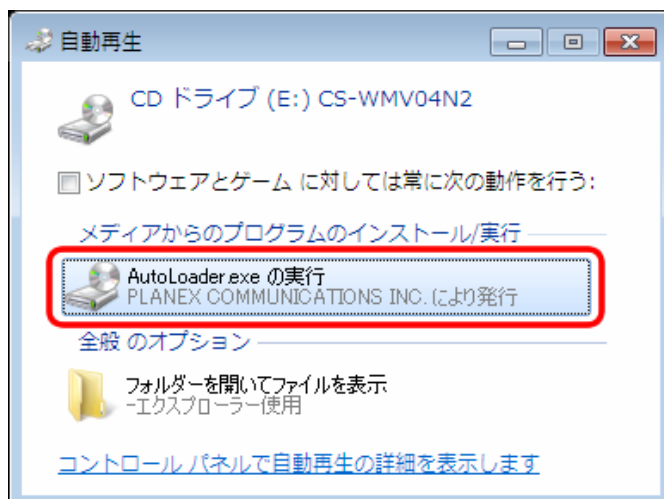 自動再生
CD ドライブ (E:) CS-WMV04N2
ソフトウェアとゲーム に対しては常に次の動作を行う:
メディアからのプログラムのインストール/実行
AutoLoader.exe の実行
PLANEX COMMUNICATIONS INC. により発行
全般 のオプション
フォルダーを開いてファイルを表示
-エクスプローラー使用
コントロール パネルで自動再生の詳細を表示します